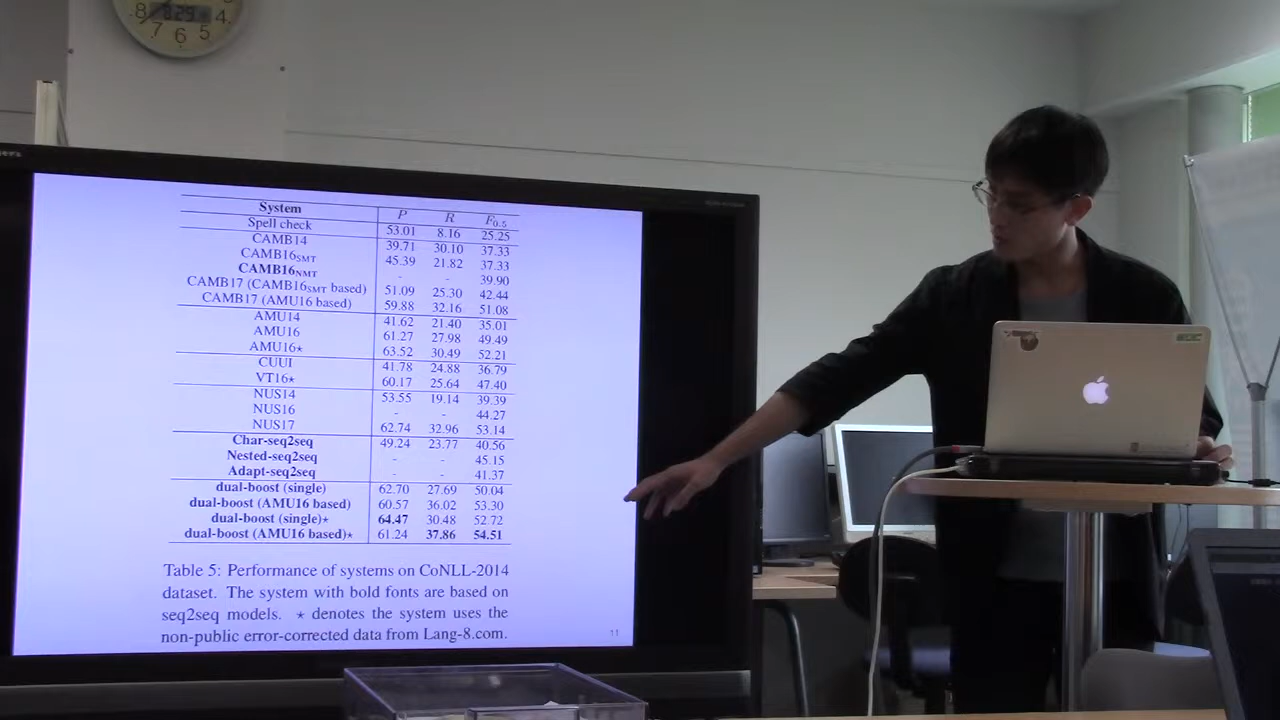 8 4
7 6 5
System P R F0.5
Spell check 53.01 8.16 25.25
CAMB14 39.71 30.10 37.33
CAMB16SMT 45.39 21.82 37.33
CAMB16NMT - - 39.90
CAMB17 (CAMB16SMT based) 51.09 25.30 42.44
CAMB17 (AMU16 based) 59.88 32.16 51.08
AMU14 41.62 21.40 35.01
AMU16 61.27 27.98 49.49
AMU16⋆ 63.52 30.49 52.21
CUUI 41.78 24.88 36.79
VT16⋆ 60.17 25.64 47.40
NUS14 53.55 19.14 39.39
NUS16 - - 44.27
NUS17 62.74 32.96 53.14
Char-seq2seq 49.24 23.77 40.56
Nested-seq2seq - - 45.15
Adapt-seq2seq - - 41.37
dual-boost (single) 62.70 27.69 50.04
dual-boost (AMU16 based) 60.57 36.02 53.30
dual-boost (single)⋆ 64.47 30.48 52.72
dual-boost (AMU16 based)⋆ 61.24 37.86 54.51
Table 5: Performance of systems on CoNLL-2014
dataset. The system with bold fonts are based on
seq2seq models. ⋆ denotes the system uses the
non-public error-corrected data from Lang-8.com.
11